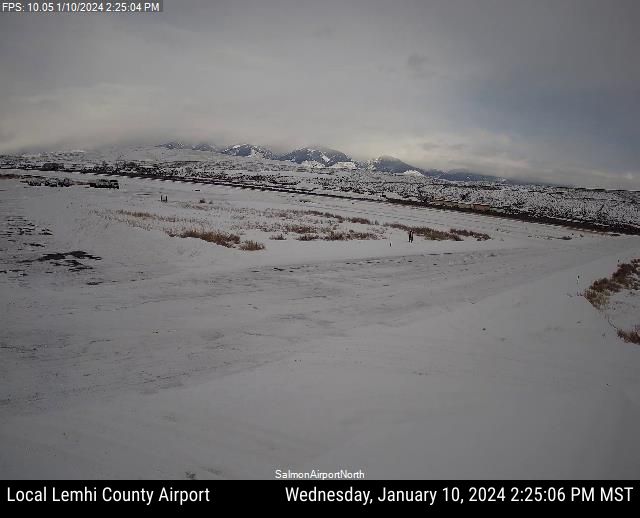 FPS: 10.05 1/10/2024 2:25:04 PM
SalmonAirportNorth
Local Lemhi County Airport Wednesday, January 10, 2024 2:25:06 PM MST